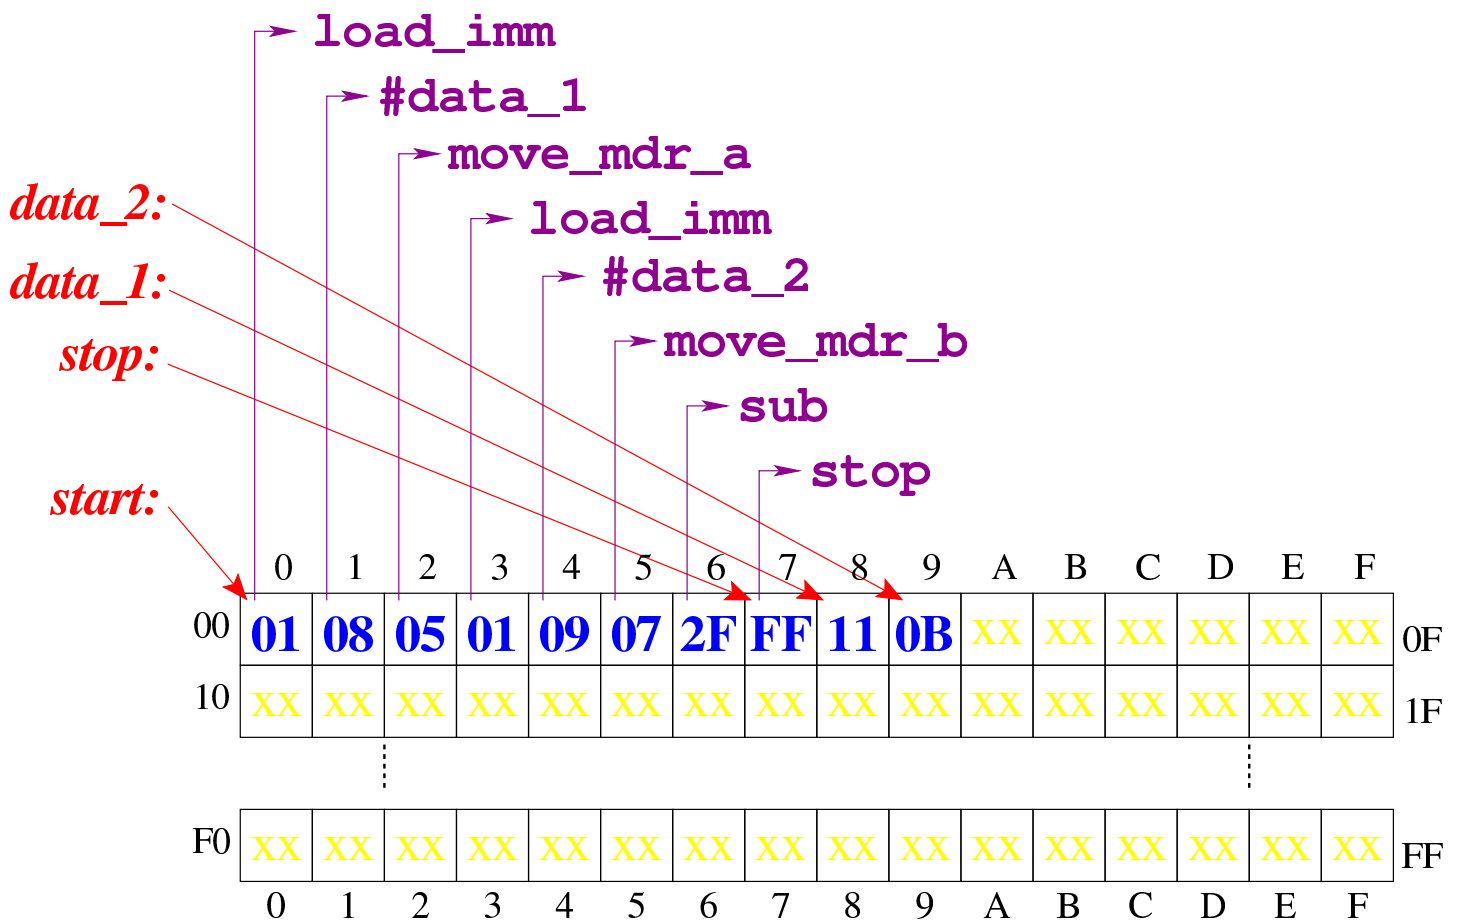 load_imm
#data_1
move_mdr_a
data_2:
load_imm
data_1:
#data_2
stop:
move_mdr_b
sub
stop
start:
0 1 2 3 4 5 6 7 8 9 A B C D E F
00 01 08 05 01 09 07 2F FF 11 0B XX XX XX XX XX XX 0F
10 XX XX XX XX XX XX XX XX XX XX XX XX XX XX XX XX 1F
F0 XX XX XX XX XX XX XX XX XX XX XX XX XX XX XX XX FF
0 1 2 3 4 5 6 7 8 9 A B C D E F